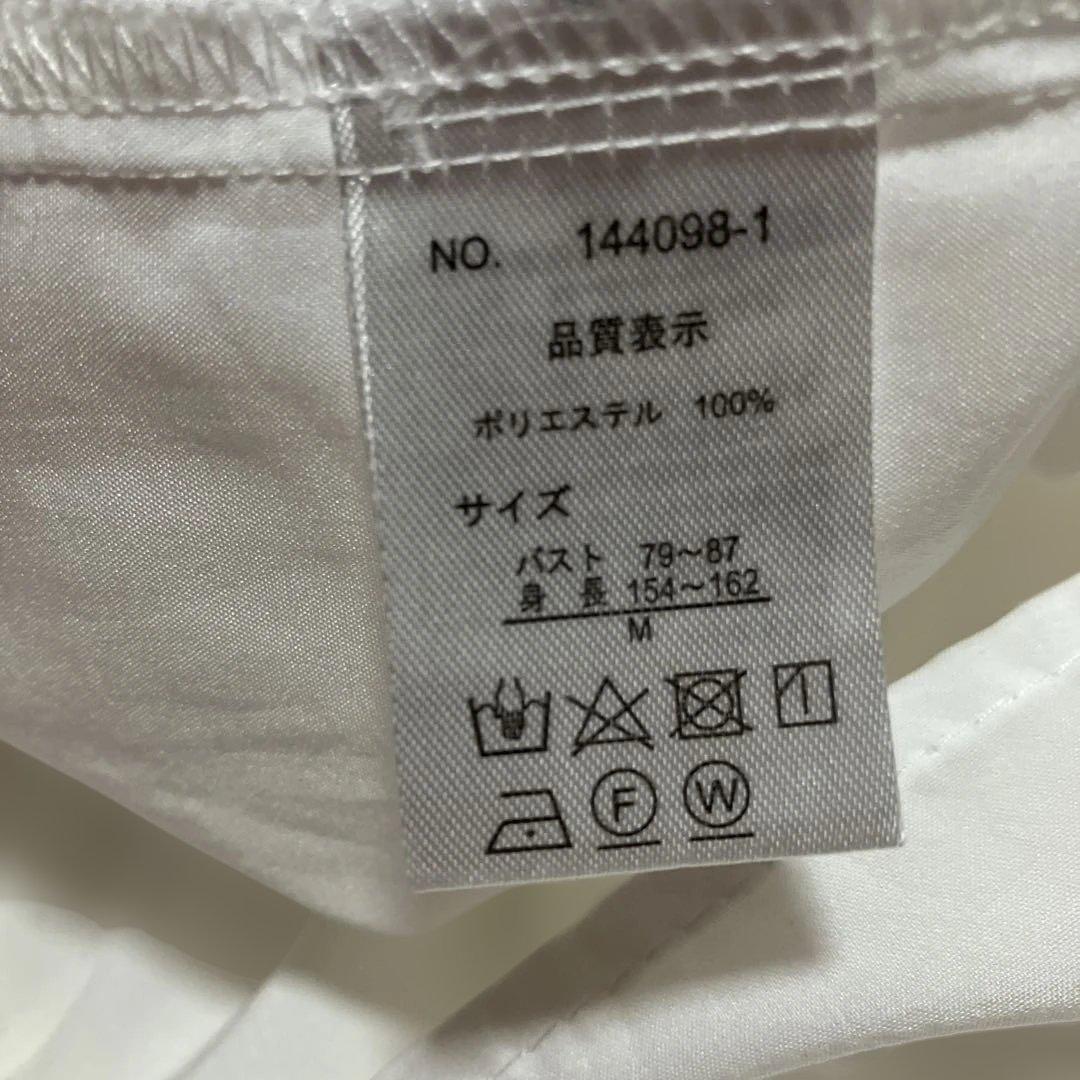 NO. 144098-1
品質表示
ポリエステル 100%
サイズ
バスト 79～87
身 長 154～162
M
F W